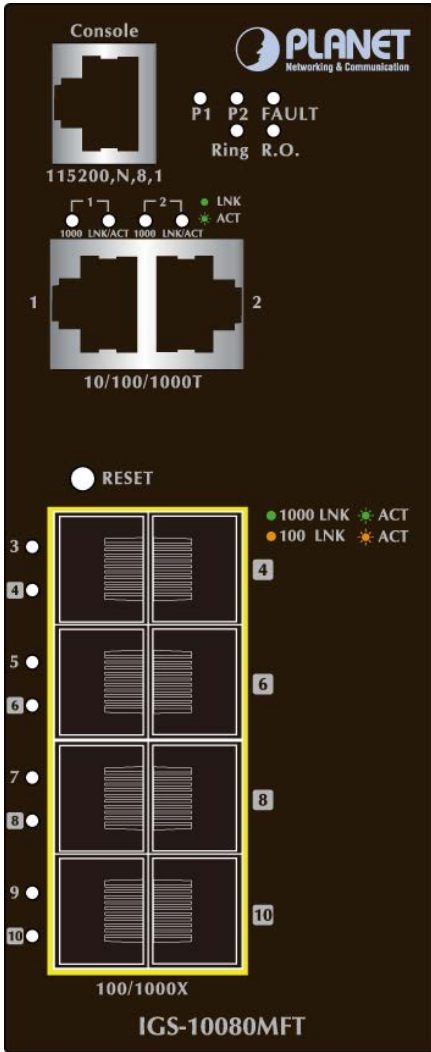 Console
PLANET
Networking & Communication
P1 P2 FAULT
Ring R.O.
115200,N,8,1
1 2 LNK
ACT
1000 LNK/ACT 1000 LNK/ACT
1 2
10/100/1000T
RESET
1000 LNK ACT
100 LNK ACT
3
4 4
5
6 6
7
8 8
9
10 10
100/1000X
IGS-10080MFT